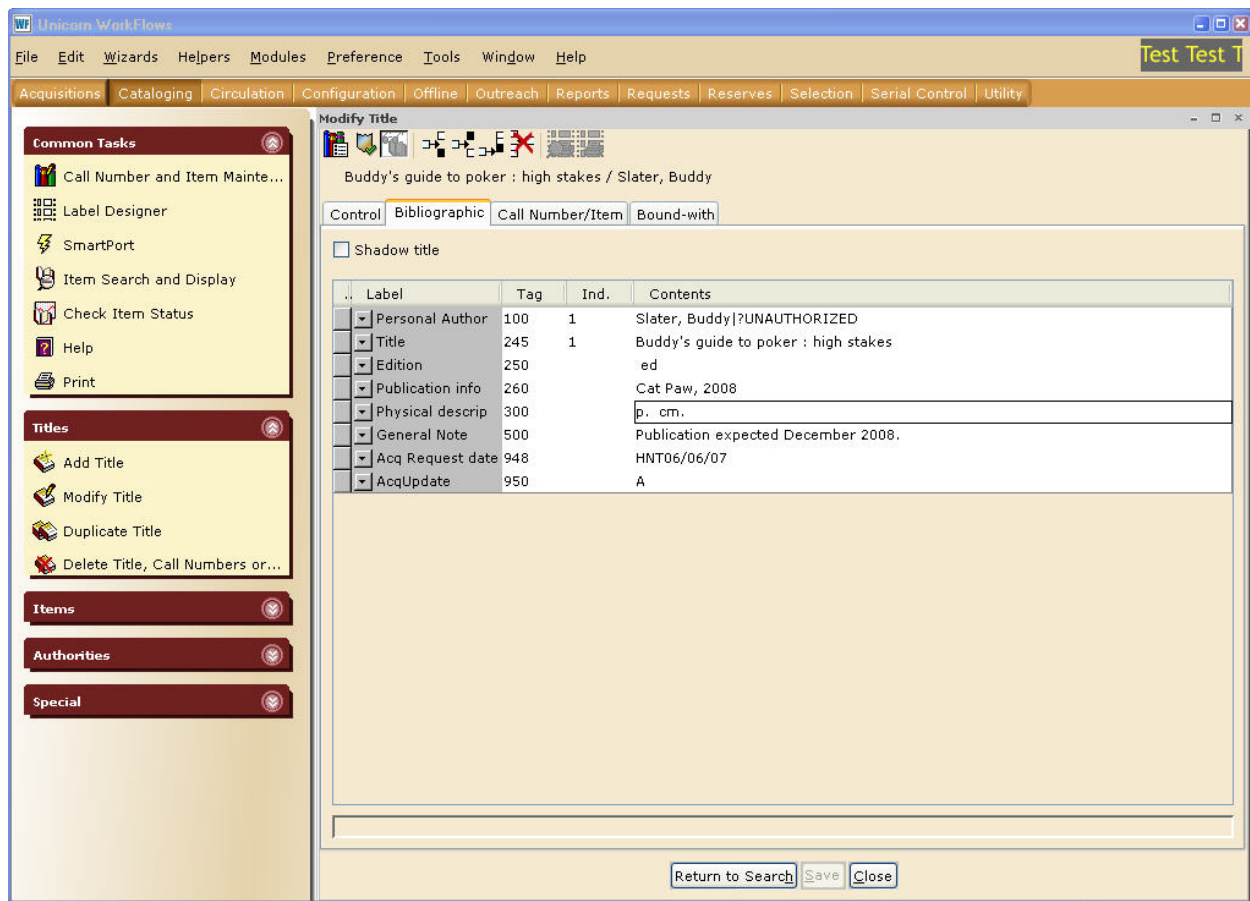 WF Unicorn WorkFlows
File Edit Wizards Helpers Modules Preference Tools Window Help
Test Test T
Acquisitions Cataloging Circulation Configuration Offline Outreach Reports Requests Reserves Selection Serial Control Utility
Common Tasks
Call Number and Item Mainte...
Label Designer
SmartPort
Item Search and Display
Check Item Status
Help
Print
Titles
Add Title
Modify Title
Duplicate Title
Delete Title, Call Numbers or...
Items
Authorities
Special
Modify Title
Buddy's guide to poker : high stakes / Slater, Buddy
Control Bibliographic Call Number/Item Bound-with
Shadow title
.. Label Tag Ind. Contents
Personal Author 100 1 Slater, Buddy|?UNAUTHORIZED
Title 245 1 Buddy's guide to poker : high stakes
Edition 250 ed
Publication info 260 Cat Paw, 2008
Physical descrip 300 p. cm.
General Note 500 Publication expected December 2008.
Acq Request date 948 HNT06/06/07
AcqUpdate 950 A
Return to Search Save Close